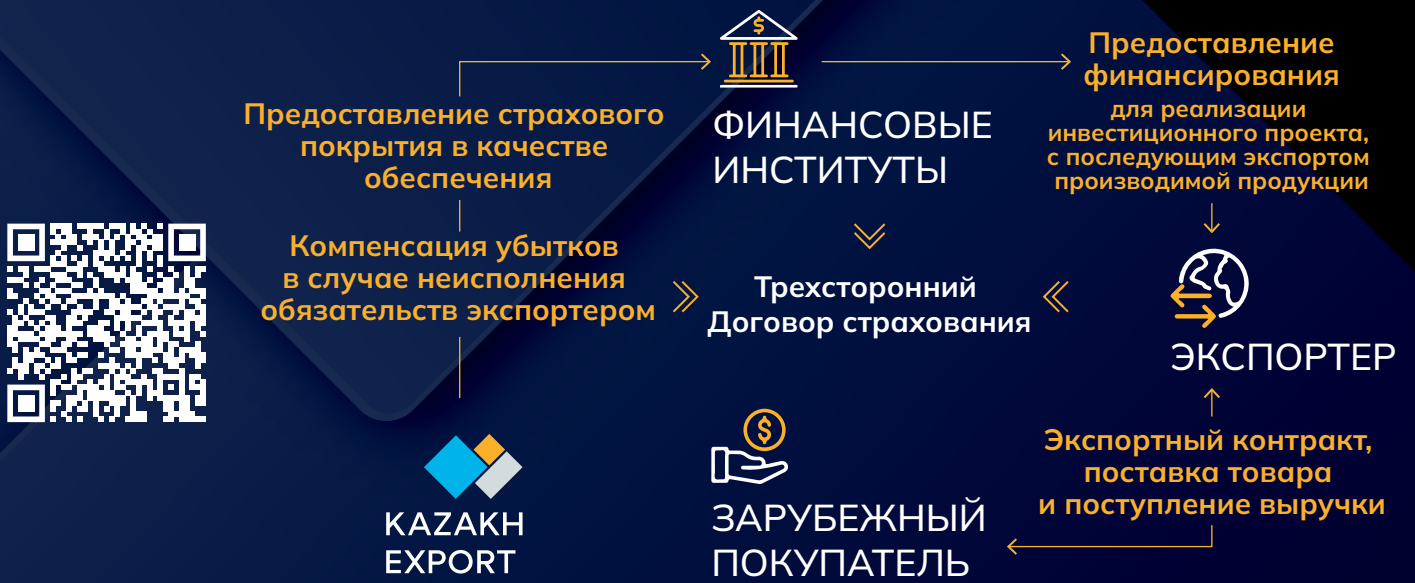 Предоставление страхового
покрытия в качестве
обеспечения
Компенсация убытков
в случае неисполнения
обязательств экспортером
KAZAKH
EXPORT
$
ФИНАНСОВЫЕ
ИНСТИТУТЫ
Трехсторонний
Договор страхования
$
ЗАРУБЕЖНЫЙ
ПОКУПАТЕЛЬ
Предоставление
финансирования
для реализации
инвестиционного проекта,
с последующим экспортом
производимой продукции
ЭКСПОРТЕР
Экспортный контракт,
поставка товара
и поступление выручки